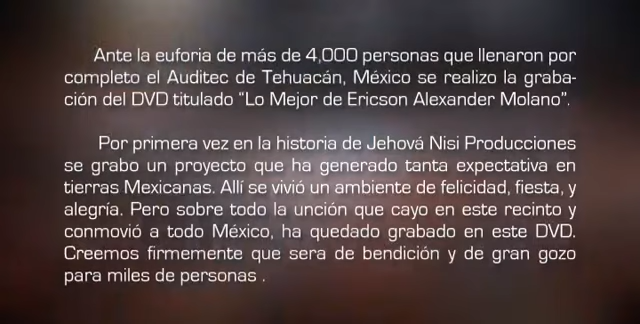 Ante la euforia de más de 4,000 personas que llenaron por
completo el Auditec de Tehuacán, México se realizo la graba-
ción del DVD titulado “Lo Mejor de Ericson Alexander Molano”.
Por primera vez en la historia de Jehová Nisi Producciones
se grabo un proyecto que ha generado tanta expectativa en
tierras Mexicanas. Allí se vivió un ambiente de felicidad, fiesta, y
alegría. Pero sobre todo la unción que cayo en este recinto y
conmovió a todo México, ha quedado grabado en este DVD.
Creemos firmemente que sera de bendición y de gran gozo
para miles de personas .